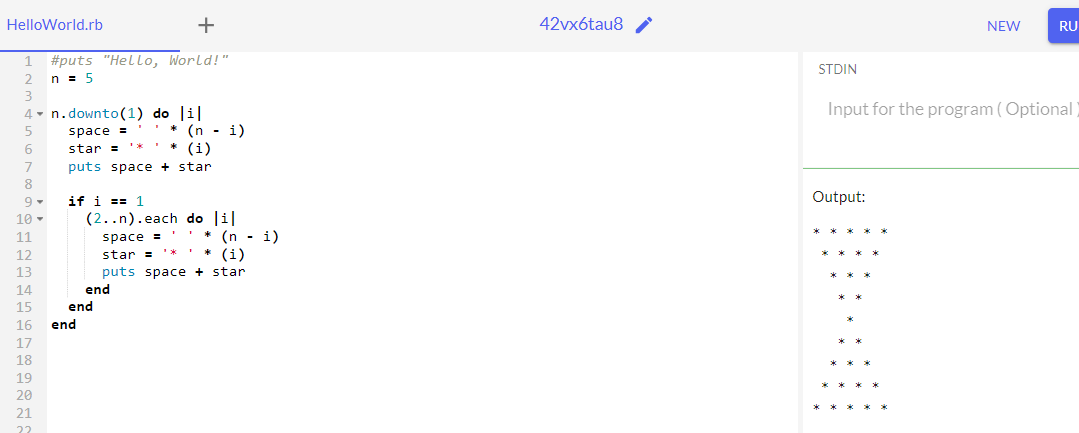 HelloWorld.rb + 42vx6tau8 NEW RU
1 #puts "Hello, World!"
2 n = 5
3
4 n.downto(1) do |i|
5   space = ' ' * (n - i)
6   star = '* ' * (i)
7   puts space + star
8
9   if i == 1
10     (2..n).each do |i|
11       space = ' ' * (n - i)
12       star = '* ' * (i)
13       puts space + star
14     end
15   end
16 end
17
18
19
20
21
22
STDIN
Input for the program ( Optional )
Output:
* * * * *
 * * * *
  * * *
   * *
    *
   * *
  * * *
 * * * *
* * * * *